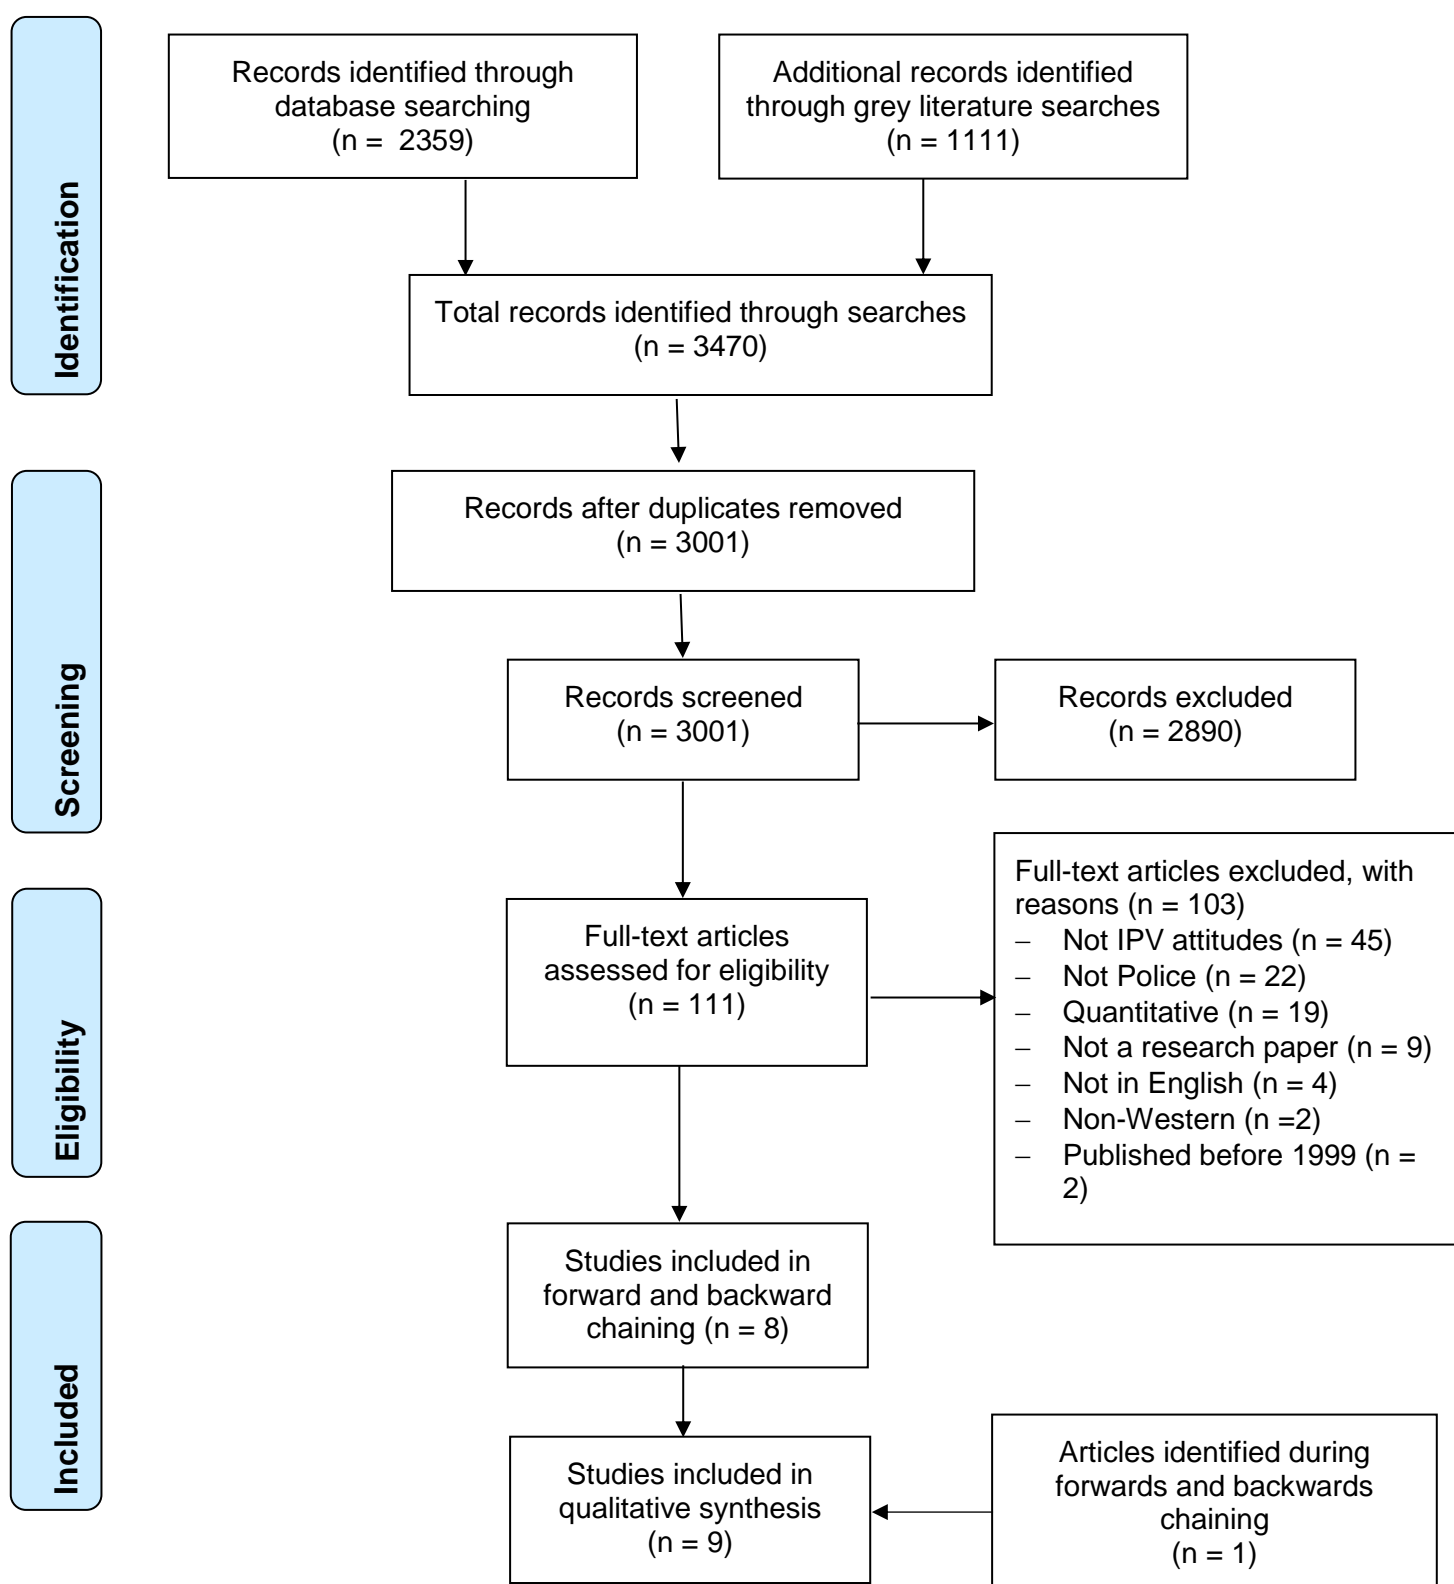 Identification
Records identified through
database searching
(n =  2359)
Additional records identified
through grey literature searches
(n = 1111)
Total records identified through searches
(n = 3470)
Screening
Records after duplicates removed
(n = 3001)
Records screened
(n = 3001)
Records excluded
(n = 2890)
Eligibility
Full-text articles
assessed for eligibility
(n = 111)
Full-text articles excluded, with
reasons (n = 103)
– Not IPV attitudes (n = 45)
– Not Police (n = 22)
– Quantitative (n = 19)
– Not a research paper (n = 9)
– Not in English (n = 4)
– Non-Western (n =2)
– Published before 1999 (n =
2)
Included
Studies included in
forward and backward
chaining (n = 8)
Studies included in
qualitative synthesis
(n = 9)
Articles identified during
forwards and backwards
chaining
(n = 1)